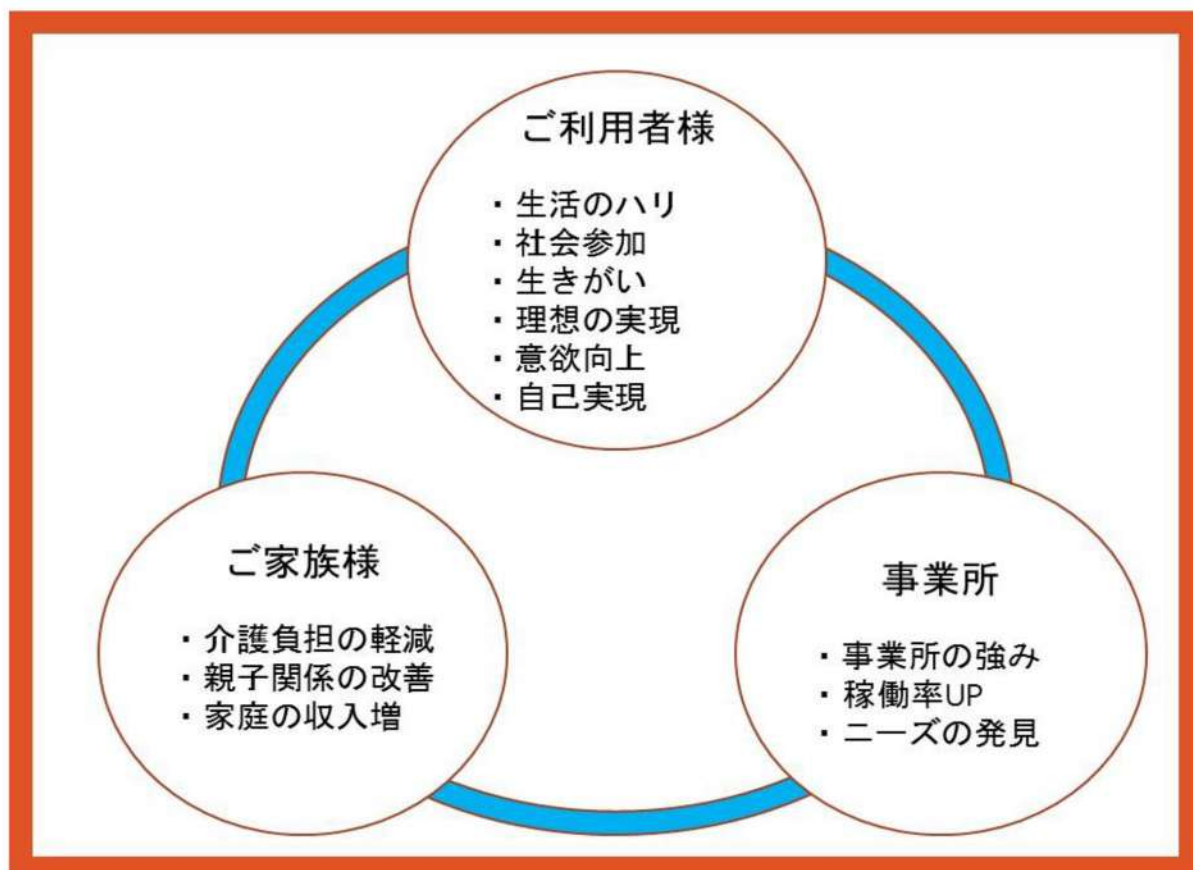 ご利用者様
・生活のハリ
・社会参加
・生きがい
・理想の実現
・意欲向上
・自己実現
ご家族様
・介護負担の軽減
・親子関係の改善
・家庭の収入増
事業所
・事業所の強み
・稼働率UP
・ニーズの発見